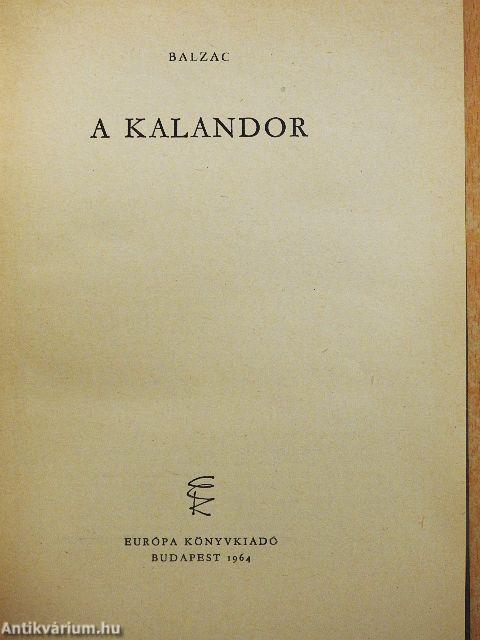 BALZAC
A KALANDOR
EURÓPA KÖNYVKIADÓ
BUDAPEST 1964
Antikvárium.hu